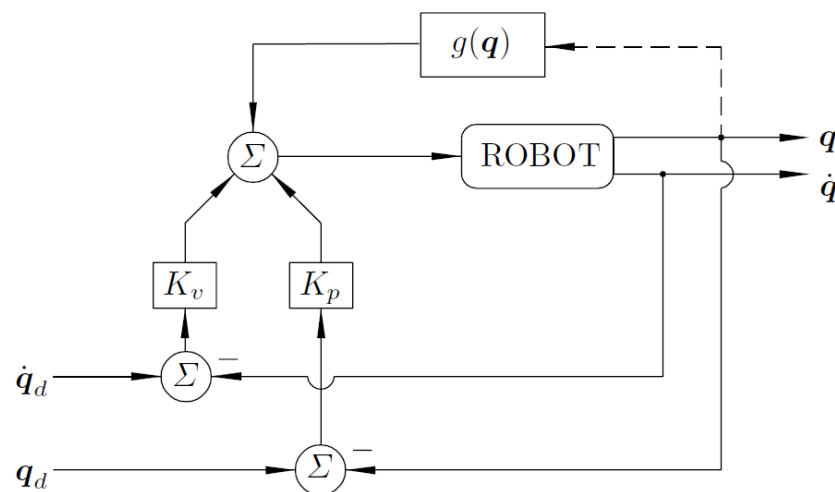 g(q)
Σ
ROBOT
q
q̇
K_v
K_p
q̇_d
Σ
−
q_d
Σ
−